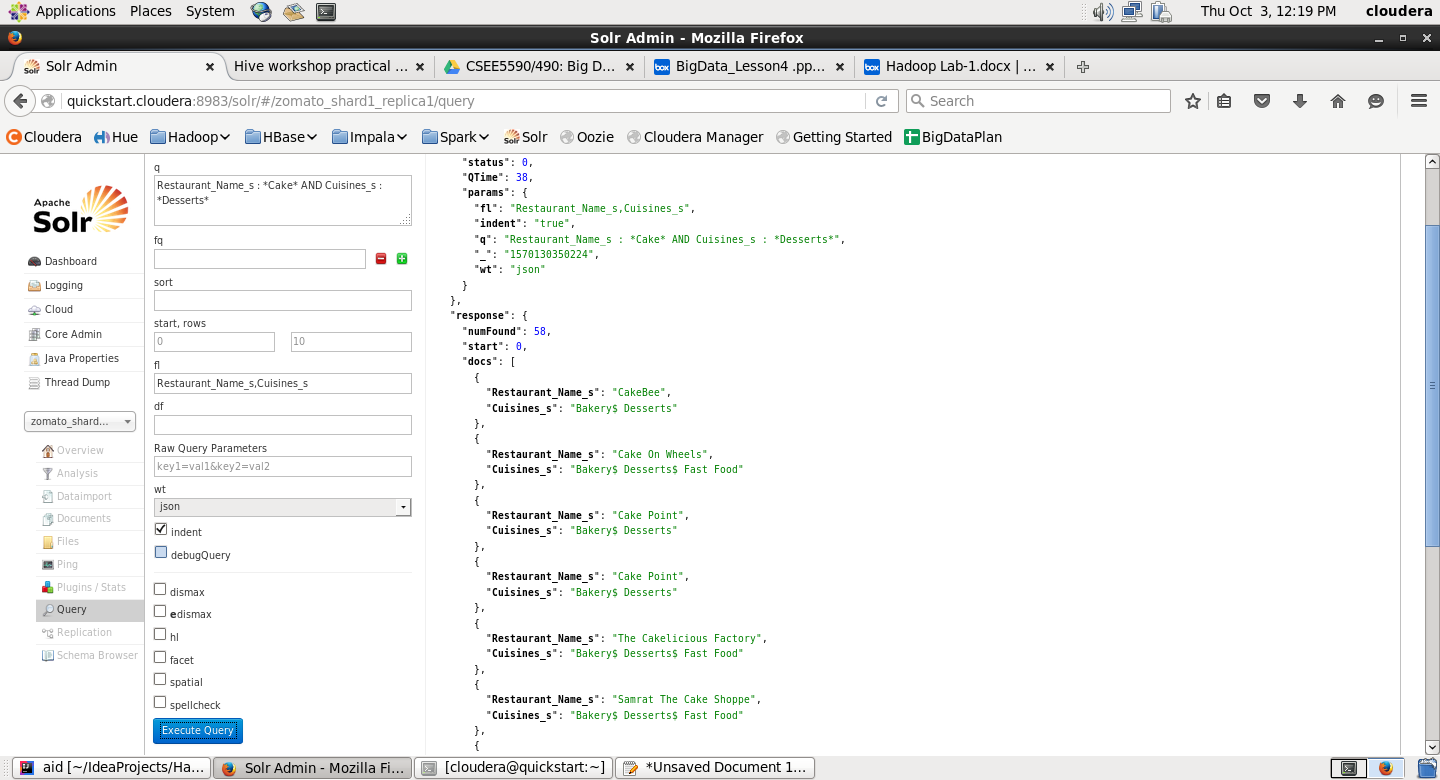 Applications Places System Thu Oct 3, 12:19 PM cloudera
Solr Admin - Mozilla Firefox
Solr Admin Hive workshop practical ... CSEE5590/490: Big D... BigData_Lesson4 .pp... Hadoop Lab-1.docx | ...
quickstart.cloudera:8983/solr/#/zomato_shard1_replica1/query Search
Cloudera Hue Hadoop HBase Impala Spark Solr Oozie Cloudera Manager Getting Started BigDataPlan
Apache
Solr
Dashboard
Logging
Cloud
Core Admin
Java Properties
Thread Dump
zomato_shard...
Overview
Analysis
Dataimport
Documents
Files
Ping
Plugins / Stats
Query
Replication
Schema Browser
q
Restaurant_Name_s : *Cake* AND Cuisines_s :
*Desserts*
fq
sort
start, rows
0 10
fl
Restaurant_Name_s,Cuisines_s
df
Raw Query Parameters
key1=val1&key2=val2
wt
json
indent
debugQuery
dismax
edismax
hl
facet
spatial
spellcheck
Execute Query
"status": 0,
"QTime": 38,
"params": {
"fl": "Restaurant_Name_s,Cuisines_s",
"indent": "true",
"q": "Restaurant_Name_s : *Cake* AND Cuisines_s : *Desserts*",
"_": "1570130350224",
"wt": "json"
}
},
"response": {
"numFound": 58,
"start": 0,
"docs": [
{
"Restaurant_Name_s": "CakeBee",
"Cuisines_s": "Bakery$ Desserts"
},
{
"Restaurant_Name_s": "Cake On Wheels",
"Cuisines_s": "Bakery$ Desserts$ Fast Food"
},
{
"Restaurant_Name_s": "Cake Point",
"Cuisines_s": "Bakery$ Desserts"
},
{
"Restaurant_Name_s": "Cake Point",
"Cuisines_s": "Bakery$ Desserts"
},
{
"Restaurant_Name_s": "The Cakelicious Factory",
"Cuisines_s": "Bakery$ Desserts$ Fast Food"
},
{
"Restaurant_Name_s": "Samrat The Cake Shoppe",
"Cuisines_s": "Bakery$ Desserts$ Fast Food"
},
{
aid [~/IdeaProjects/Ha... Solr Admin - Mozilla Fi... [cloudera@quickstart:~] *Unsaved Document 1...